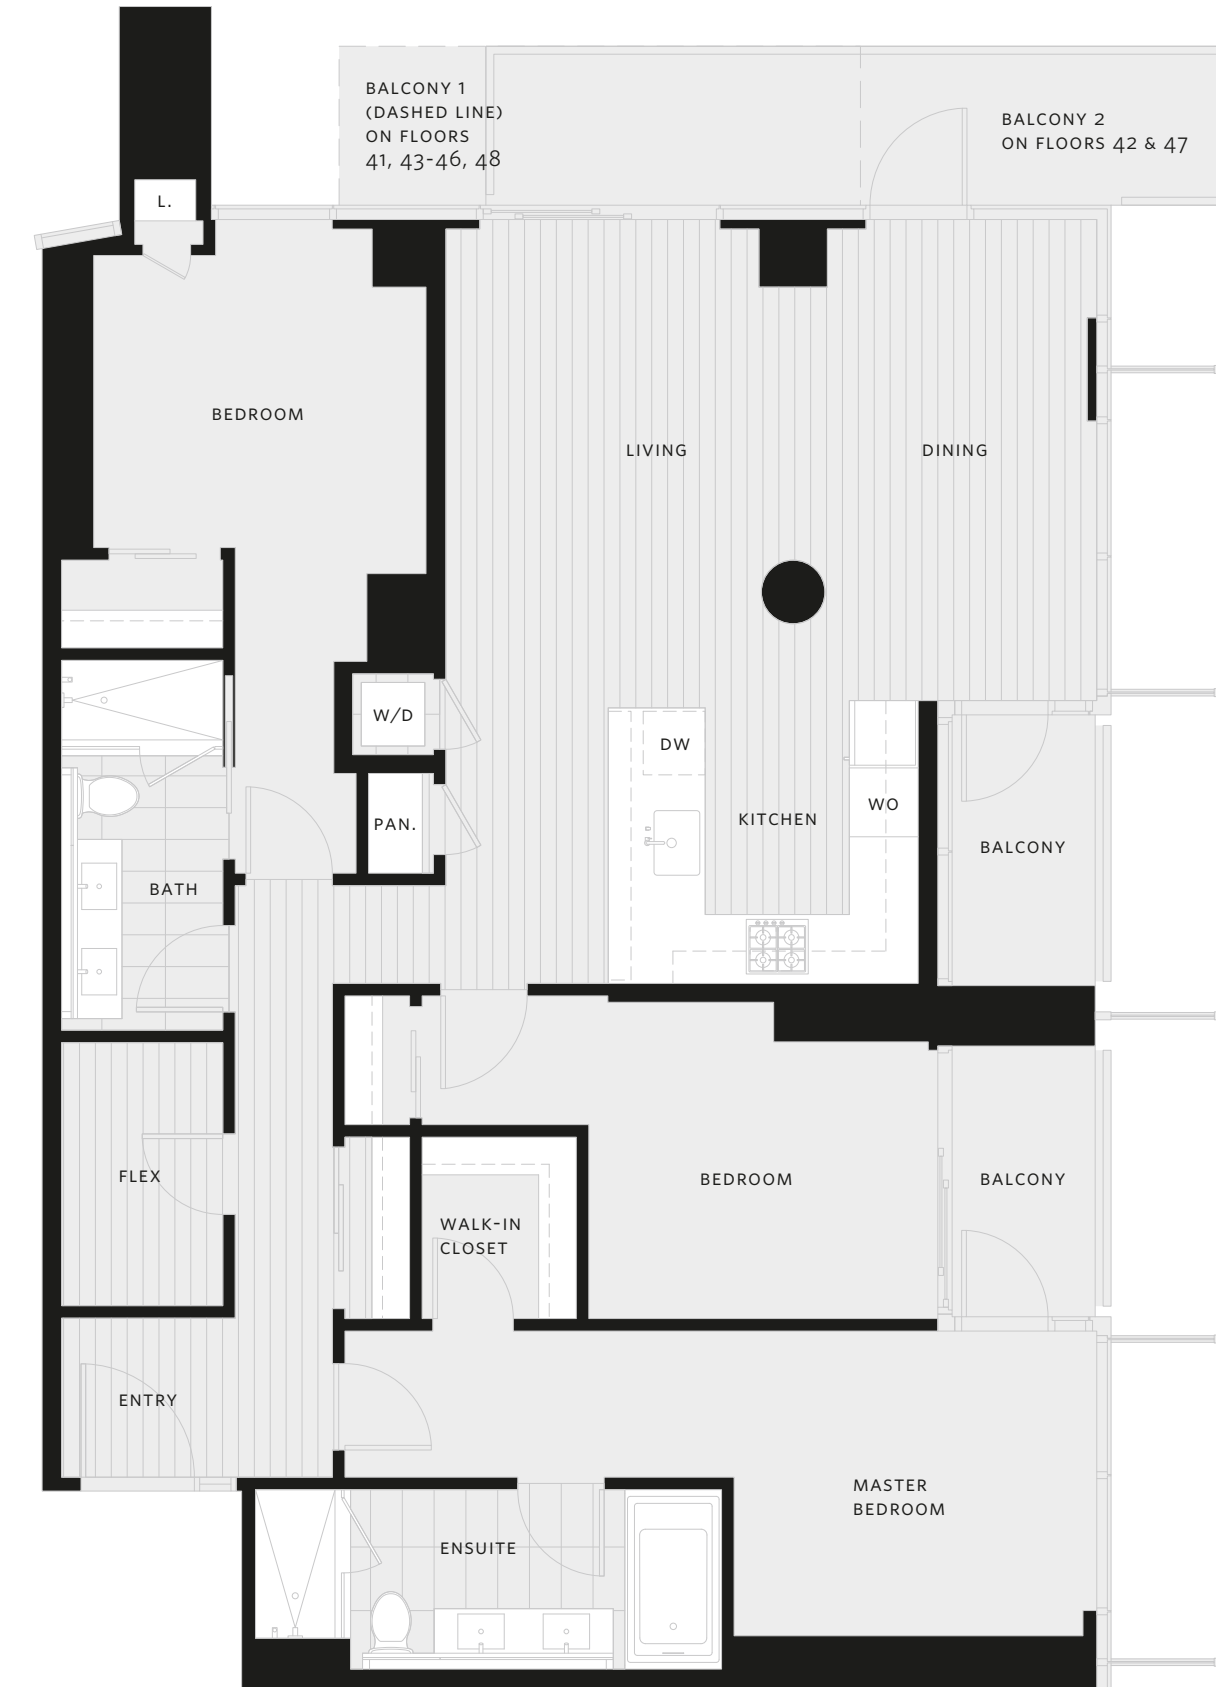 BALCONY 1
(DASHED LINE)
ON FLOORS
41, 43-46, 48
BALCONY 2
ON FLOORS 42 & 47
L.
BEDROOM
LIVING
DINING
W/D
DW
WO
KITCHEN
PAN.
BALCONY
BATH
FLEX
BEDROOM
BALCONY
WALK-IN
CLOSET
ENTRY
MASTER
BEDROOM
ENSUITE